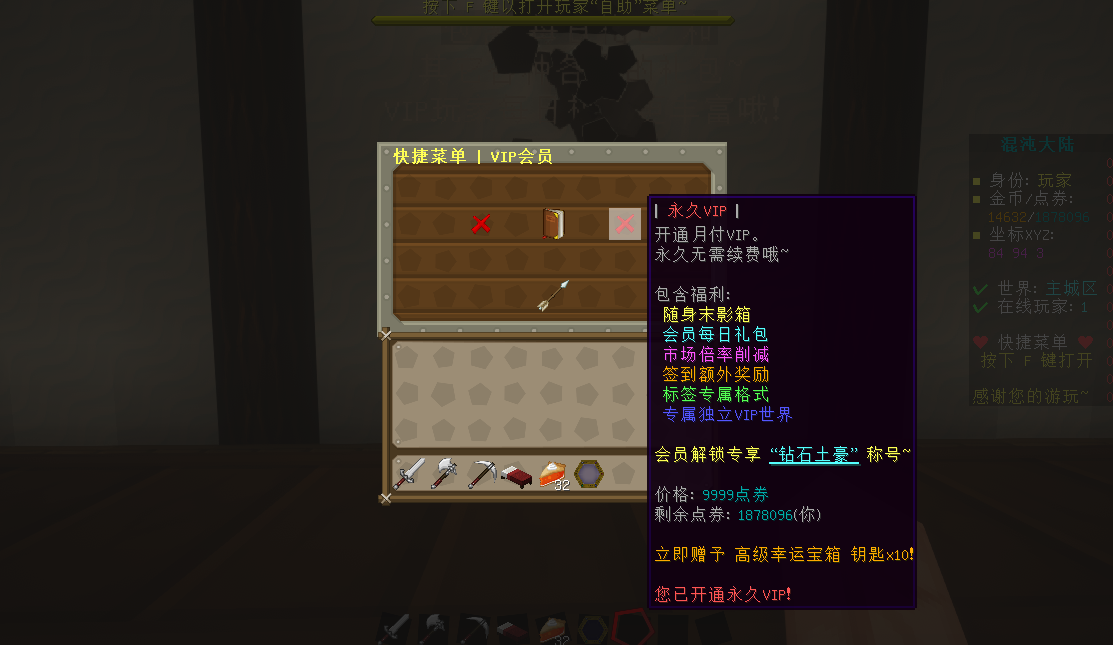 按下 F 键以打开玩家“自助”菜单~
快捷菜单 | VIP会员
| 永久VIP |
开通月付VIP。
永久无需续费哦~
包含福利:
随身末影箱
会员每日礼包
市场倍率削减
签到额外奖励
标签专属格式
专属独立VIP世界
会员解锁专享 “钻石土豪” 称号~
价格: 9999点券
剩余点券: 1878096(你)
立即赠予 高级幸运宝箱 钥匙x10!
您已开通永久VIP!
32
32
混沌大陆
身份: 玩家
金币/点券:
14632/1878096
坐标XYZ:
84 94 3
世界: 主城区
在线玩家: 1
快捷菜单
按下 F 键打开
感谢您的游玩~